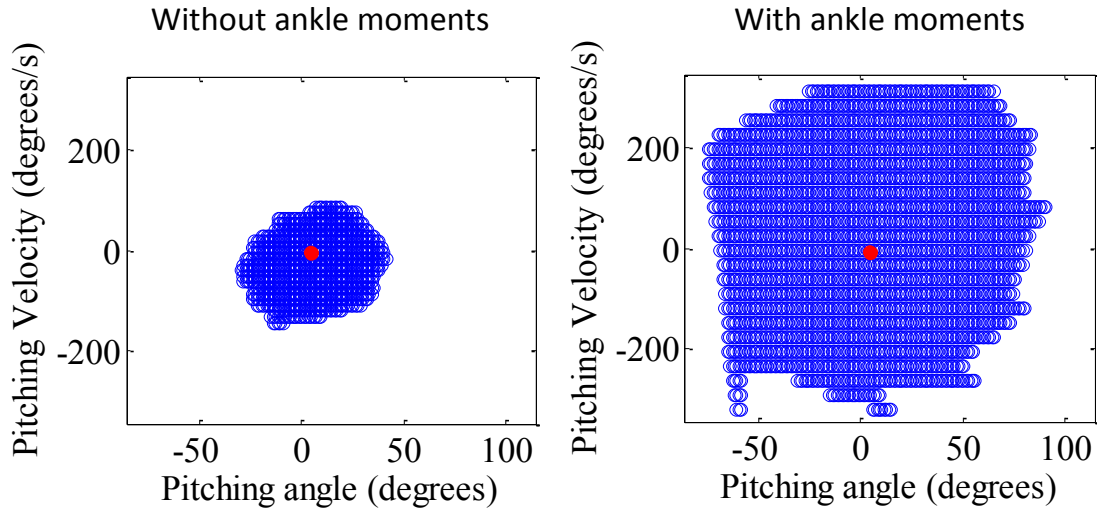 Without ankle moments
Pitching Velocity (degrees/s)
200
0
-200
-50
0
50
100
Pitching angle (degrees)
With ankle moments
Pitching Velocity (degrees/s)
200
0
-200
-50
0
50
100
Pitching angle (degrees)